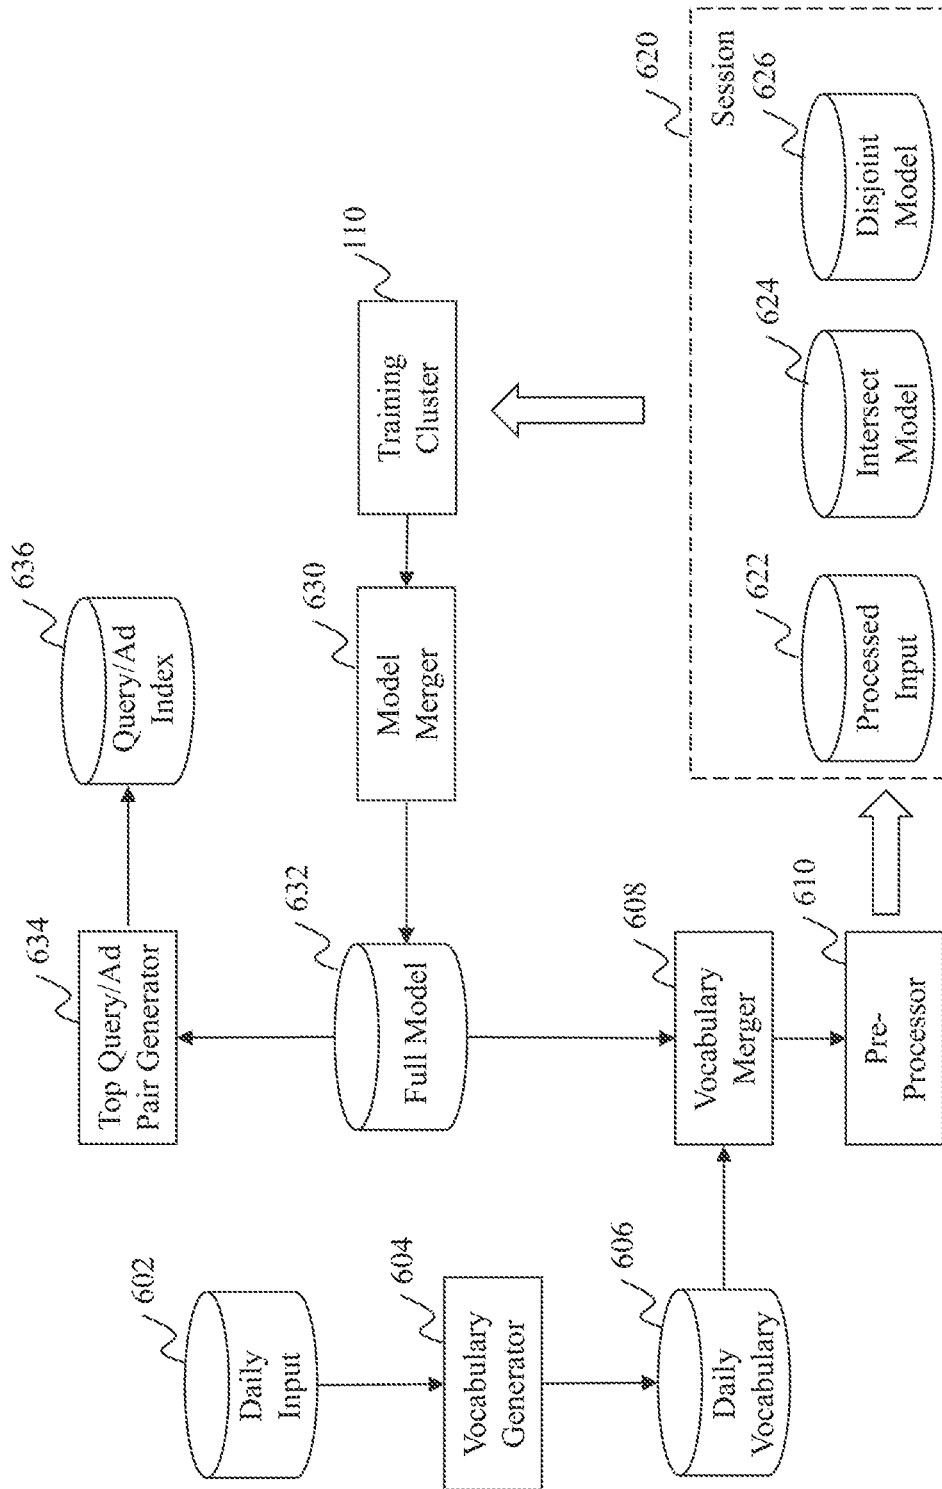 602
Daily
Input
604
Vocabulary
Generator
606
Daily
Vocabulary
634
Top Query/Ad
Pair Generator
636
Query/Ad
Index
632
Full Model
630
Model
Merger
110
Training
Cluster
608
Vocabulary
Merger
610
Pre-
Processor
620
Session
622
Processed
Input
624
Intersect
Model
626
Disjoint
Model